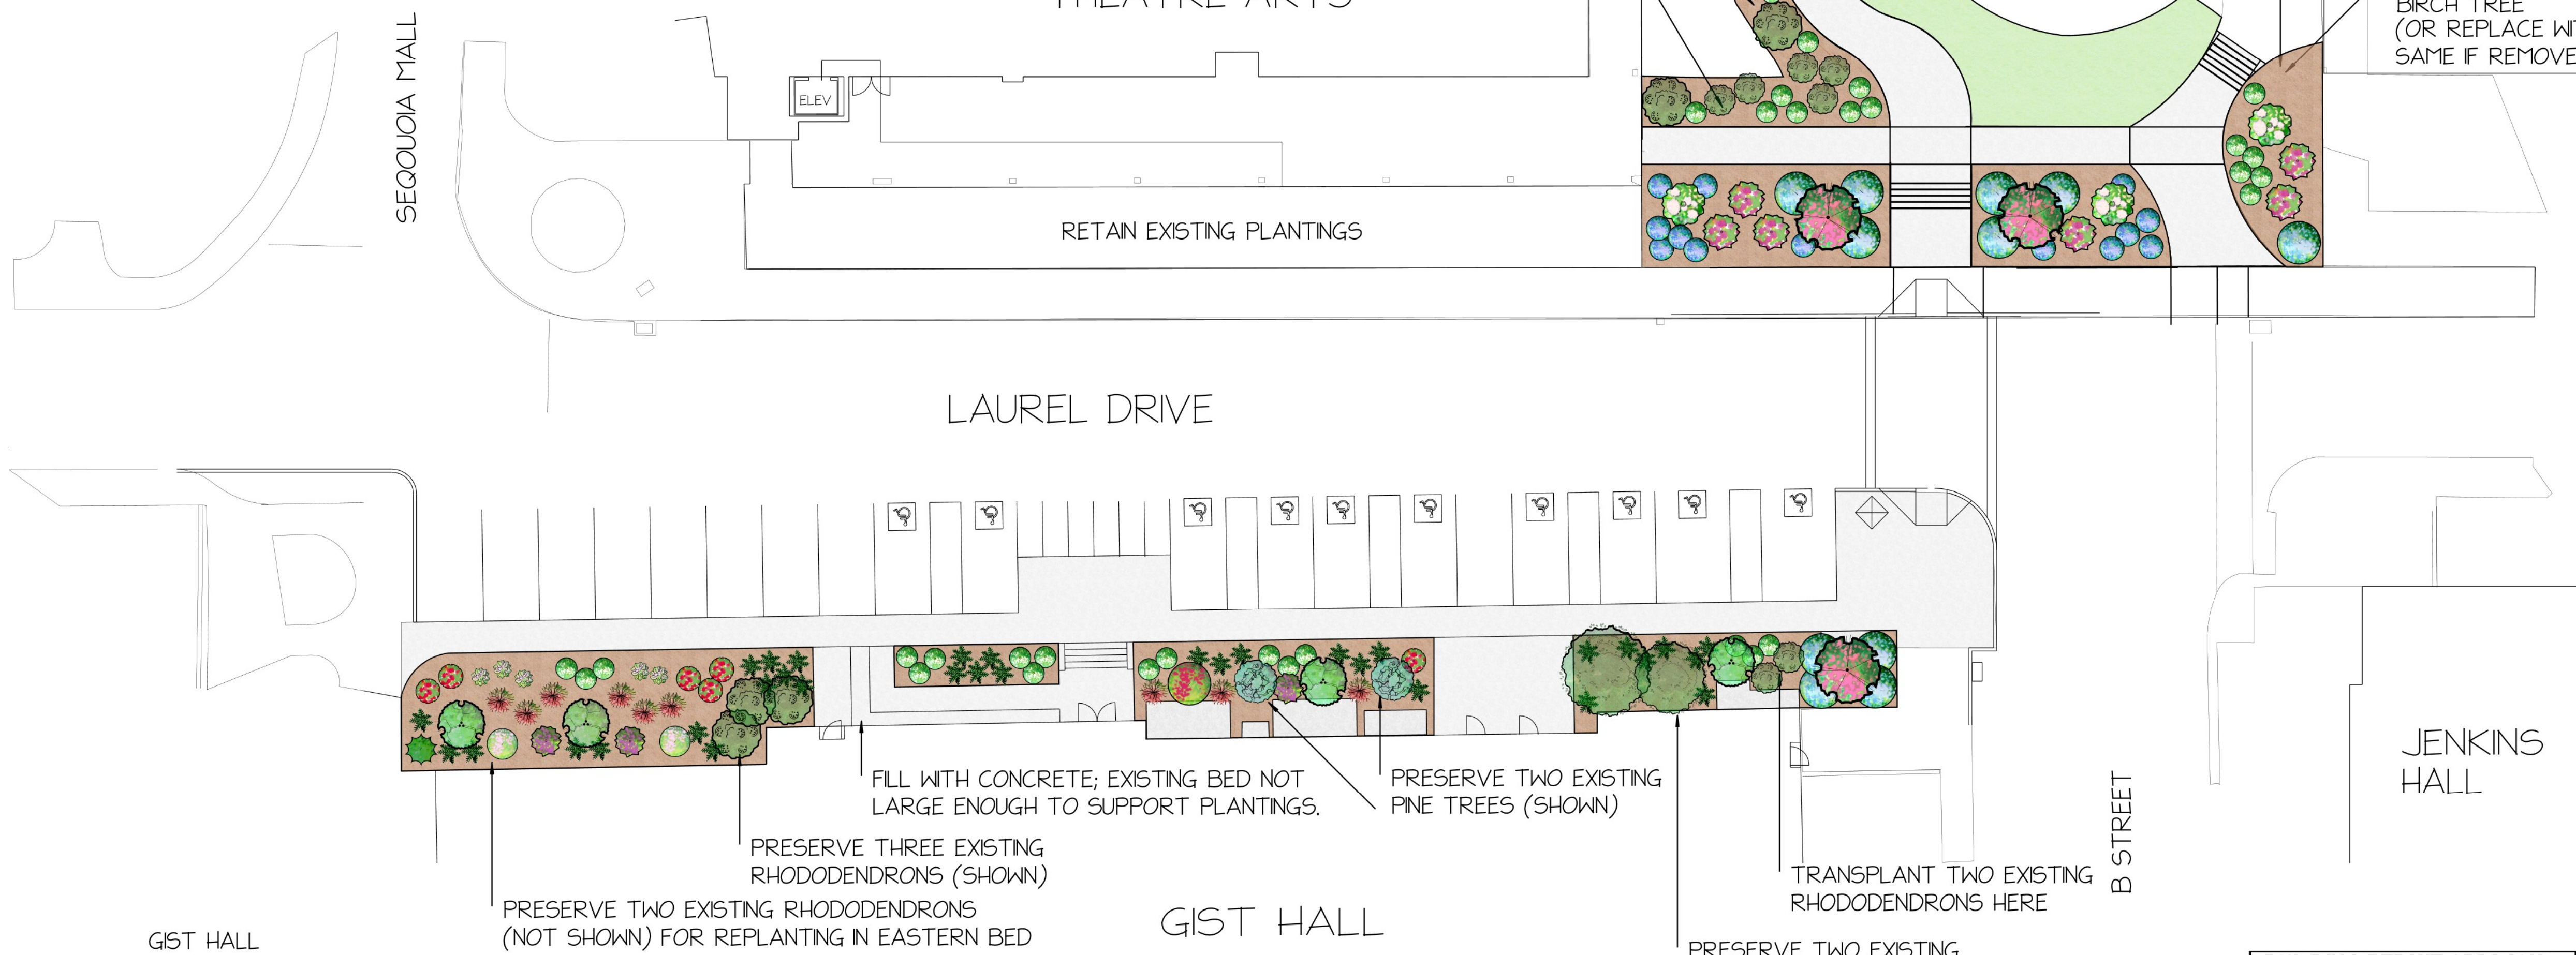 THEATRE ARTS
BIRCH TREE
(OR REPLACE WI
SAME IF REMOVE
SEQUOIA MALL
ELEV
RETAIN EXISTING PLANTINGS
LAUREL DRIVE
FILL WITH CONCRETE; EXISTING BED NOT
LARGE ENOUGH TO SUPPORT PLANTINGS.
PRESERVE TWO EXISTING
PINE TREES (SHOWN)
JENKINS
HALL
B STREET
PRESERVE THREE EXISTING
RHODODENDRONS (SHOWN)
TRANSPLANT TWO EXISTING
RHODODENDRONS HERE
PRESERVE TWO EXISTING RHODODENDRONS
(NOT SHOWN) FOR REPLANTING IN EASTERN BED
GIST HALL
GIST HALL
PRESERVE TWO EXISTING